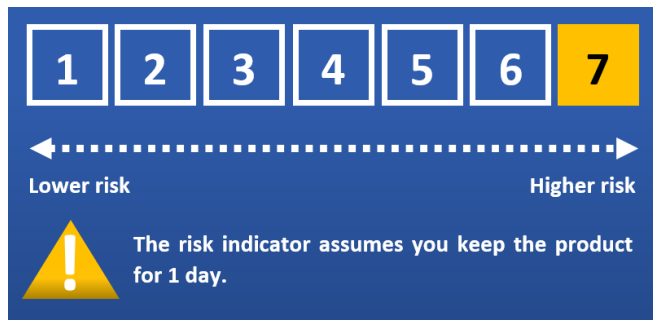 1 2 3 4 5 6 7
Lower risk Higher risk
!
The risk indicator assumes you keep the product
for 1 day.